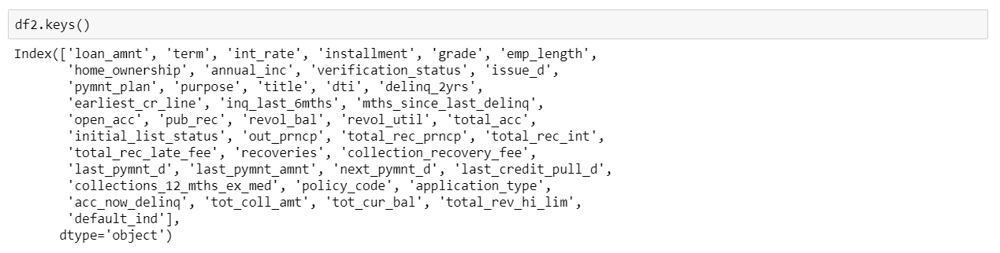 df2.keys()
Index(['loan_amnt', 'term', 'int_rate', 'installment', 'grade', 'emp_length',
'home_ownership', 'annual_inc', 'verification_status', 'issue_d',
'pymnt_plan', 'purpose', 'title', 'dti', 'delinq_2yrs',
'earliest_cr_line', 'inq_last_6mths', 'mths_since_last_delinq',
'open_acc', 'pub_rec', 'revol_bal', 'revol_util', 'total_acc',
'initial_list_status', 'out_prncp', 'total_rec_prncp', 'total_rec_int',
'total_rec_late_fee', 'recoveries', 'collection_recovery_fee',
'last_pymnt_d', 'last_pymnt_amnt', 'next_pymnt_d', 'last_credit_pull_d',
'collections_12_mths_ex_med', 'policy_code', 'application_type',
'acc_now_delinq', 'tot_coll_amt', 'tot_cur_bal', 'total_rev_hi_lim',
'default_ind'],
dtype='object')